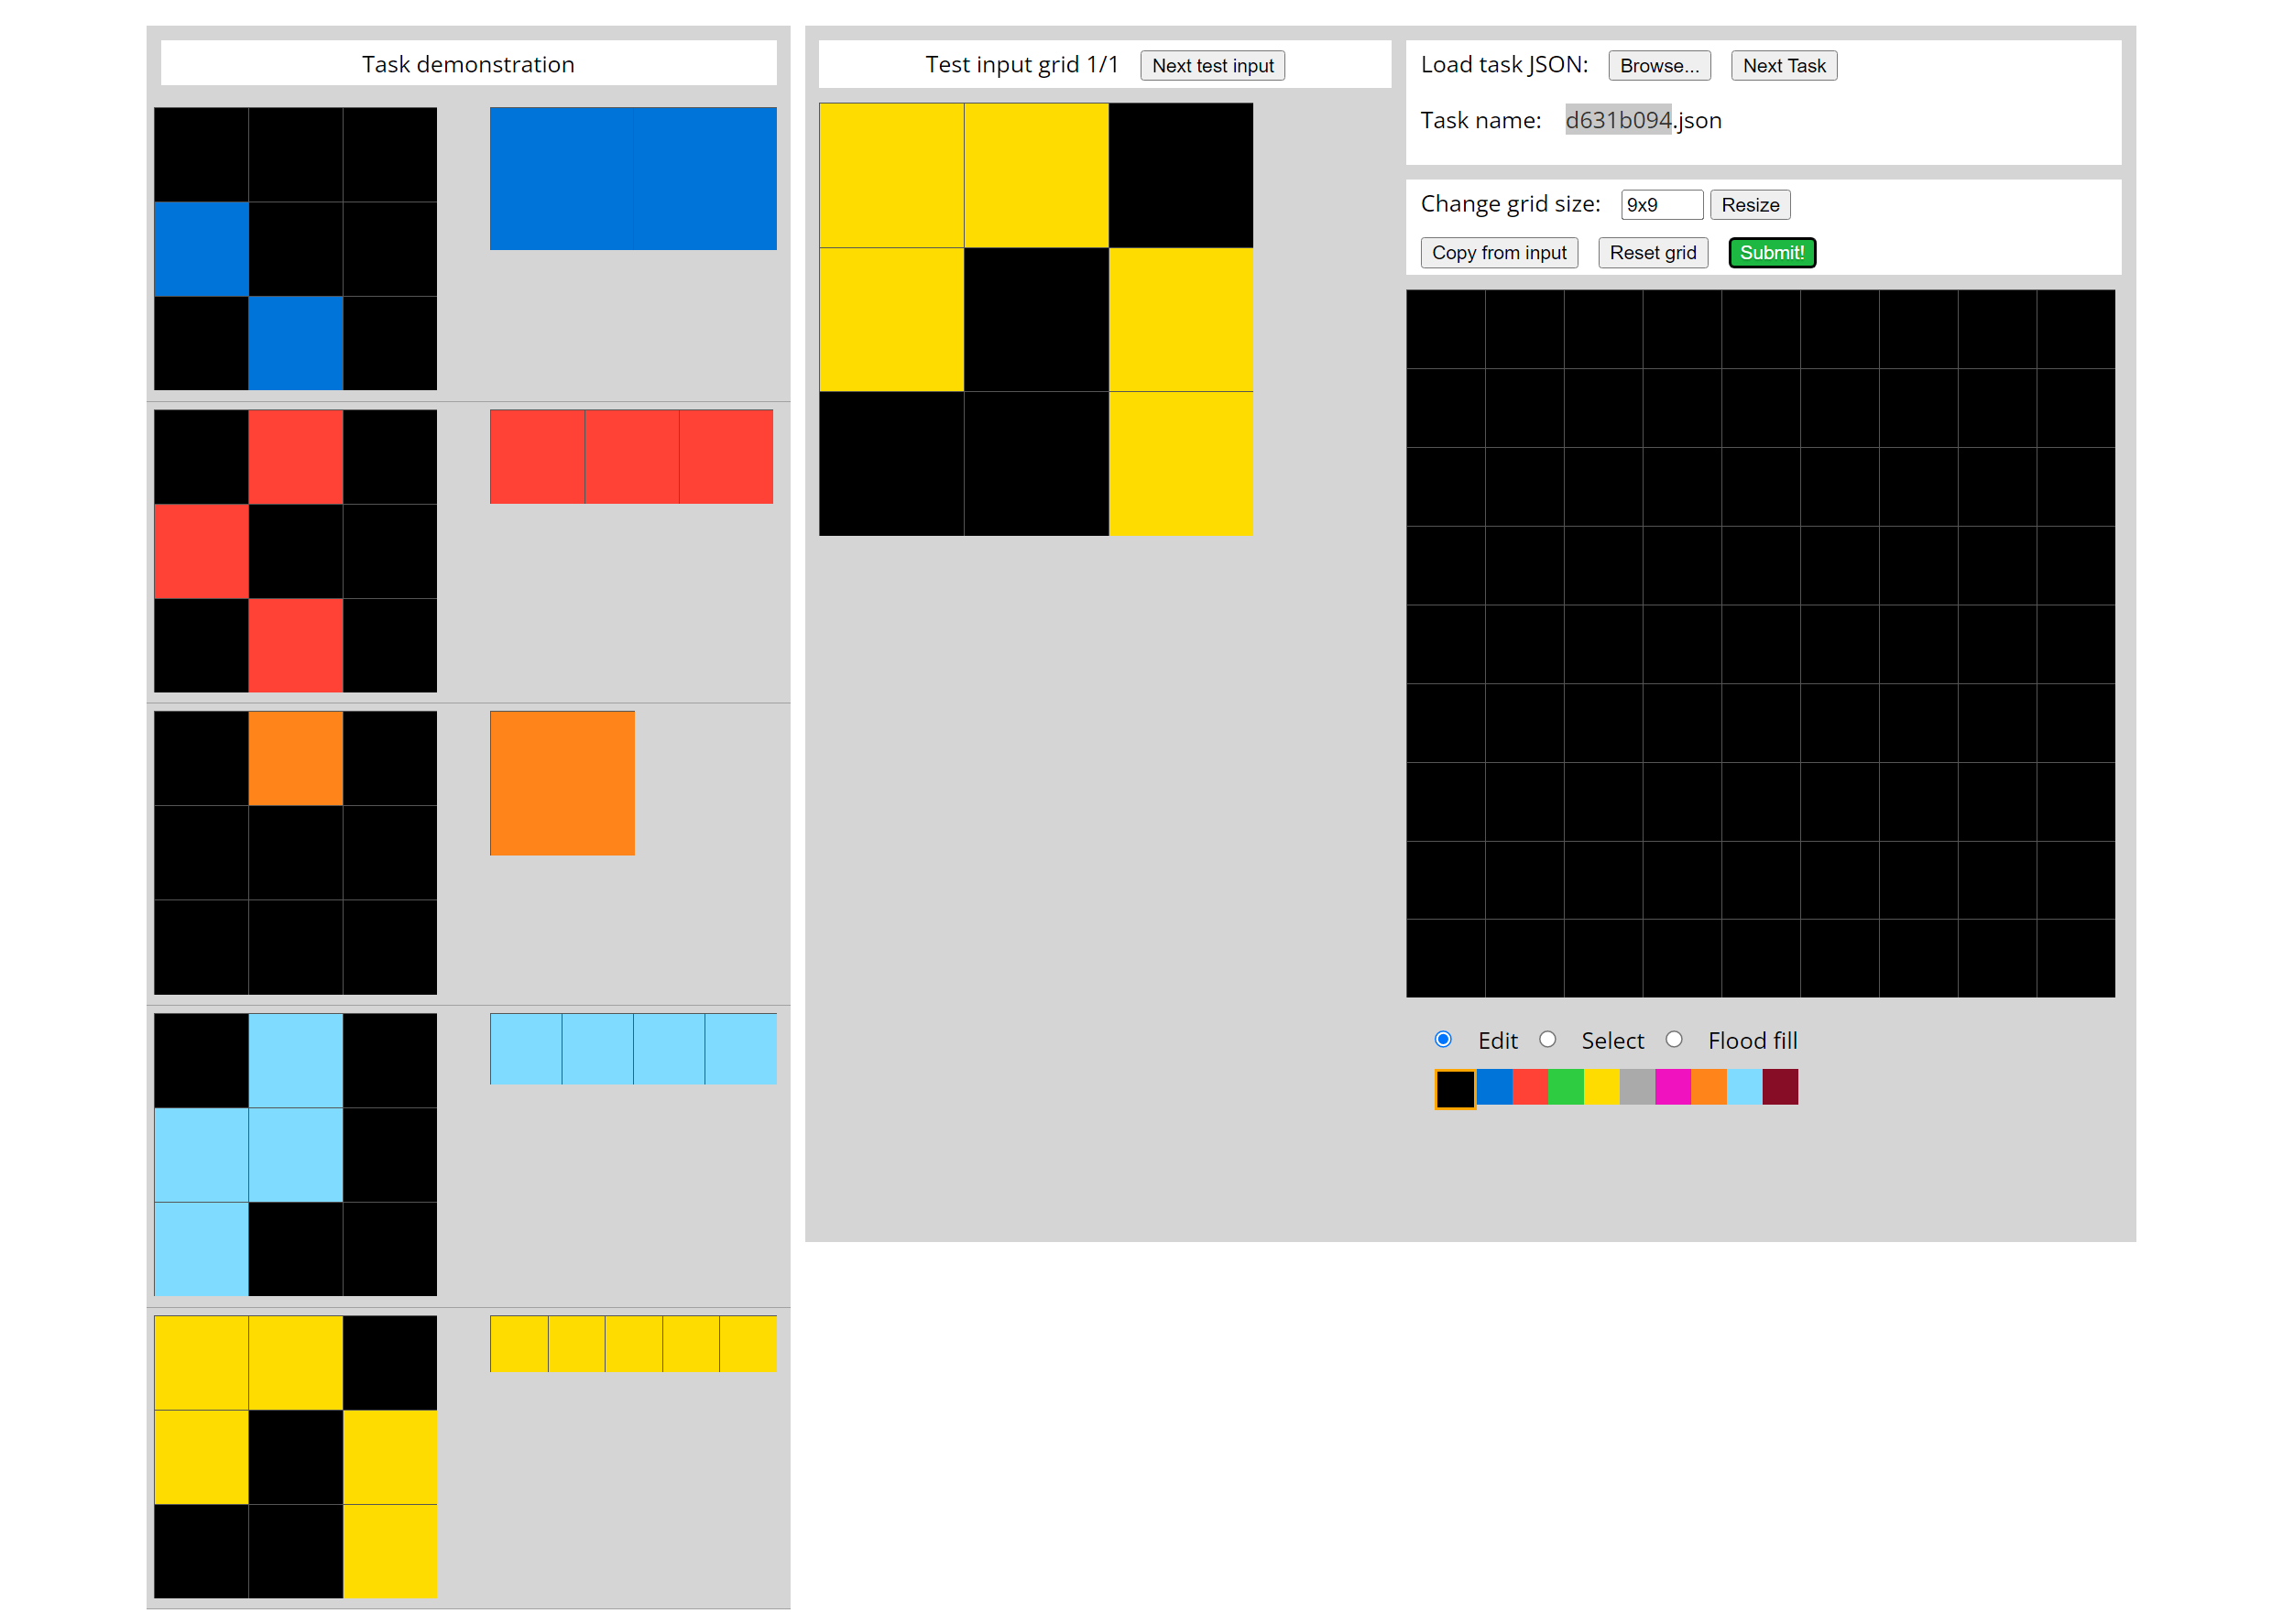 Task demonstration
Test input grid 1/1 Next test input
Load task JSON: Browse... Next Task
Task name: d631b094.json
Change grid size: 9x9 Resize
Copy from input Reset grid Submit!
Edit Select Flood fill